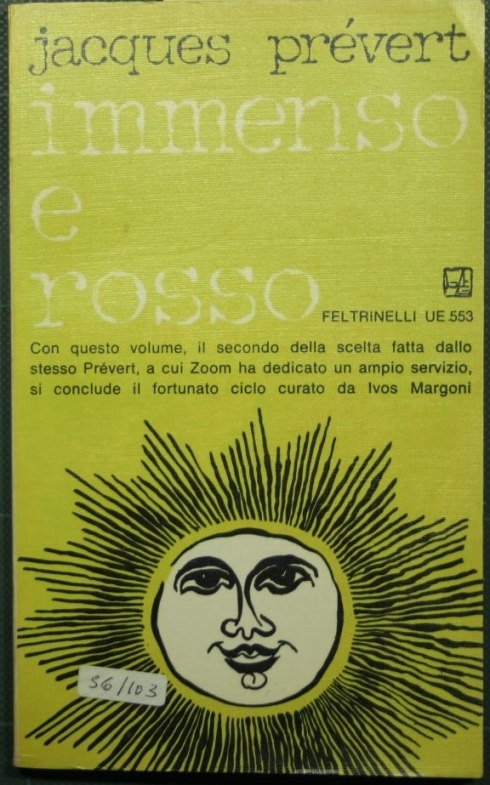 jacques prévert
immenso
e
rosso
FELTRINELLI UE 553
Con questo volume, il secondo della scelta fatta dallo
stesso Prévert, a cui Zoom ha dedicato un ampio servizio,
si conclude il fortunato ciclo curato da Ivos Margoni
36/103